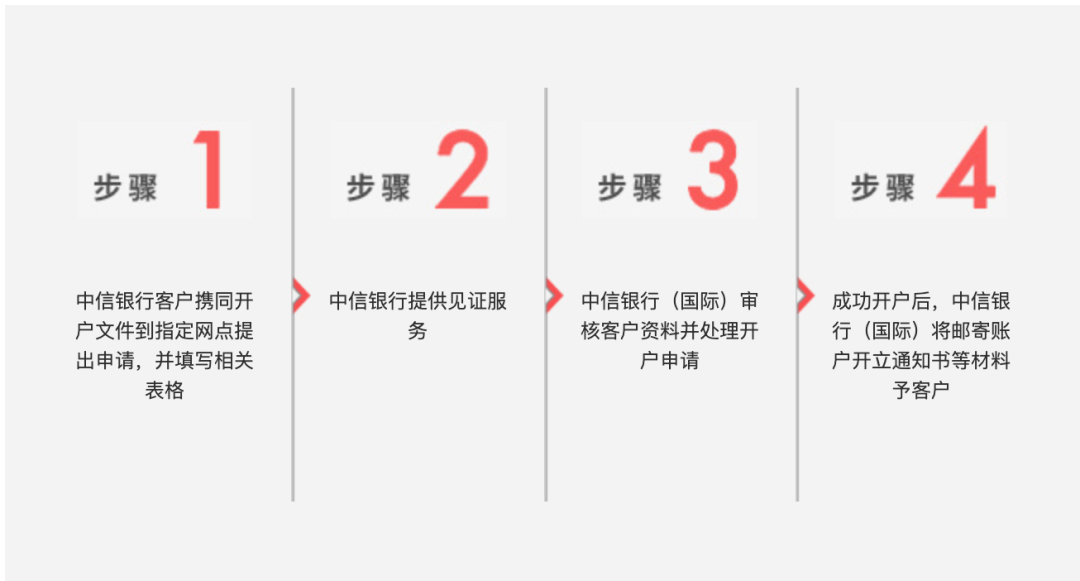 步骤 1
中信银行客户携同开
户文件到指定网点提
出申请，并填写相关
表格
步骤 2
中信银行提供见证服
务
步骤 3
中信银行（国际）审
核客户资料并处理开
户申请
步骤 4
成功开户后，中信银
行（国际）将邮寄账
户开立通知书等材料
予客户